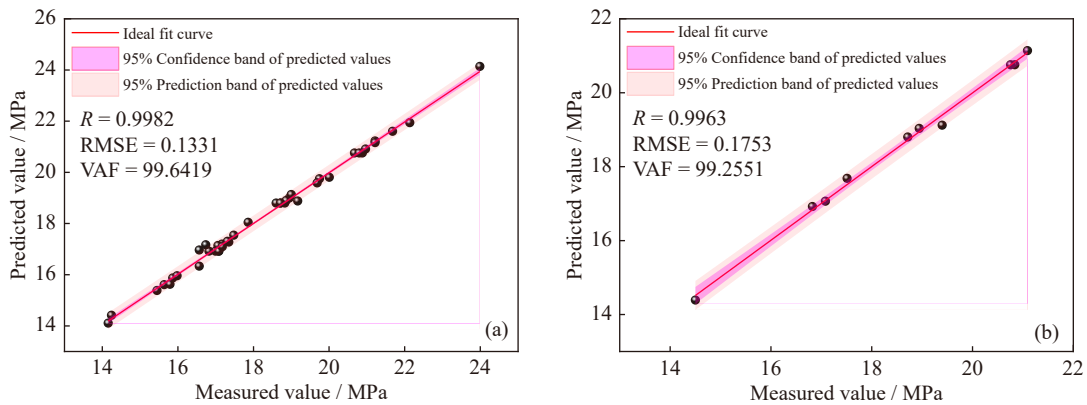 26
24
22
20
18
16
14
Predicted value / MPa
Ideal fit curve
95% Confidence band of predicted values
95% Prediction band of predicted values
R = 0.9982
RMSE = 0.1331
VAF = 99.6419
(a)
14 16 18 20 22 24
Measured value / MPa
22
20
18
16
14
Predicted value / MPa
Ideal fit curve
95% Confidence band of predicted values
95% Prediction band of predicted values
R = 0.9963
RMSE = 0.1753
VAF = 99.2551
(b)
14 16 18 20 22
Measured value / MPa